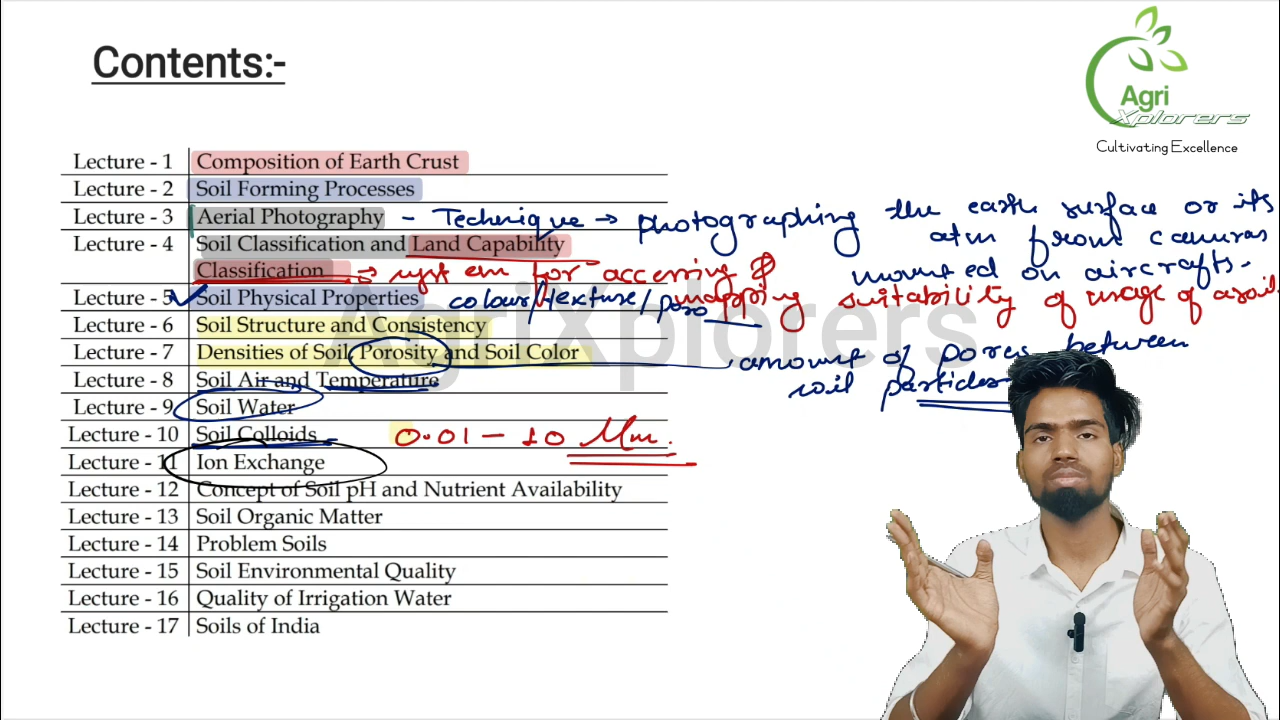 Contents:-
Agri
Xplorers
Cultivating Excellence
Lecture - 1 Composition of Earth Crust
Lecture - 2 Soil Forming Processes
Lecture - 3 Aerial Photography - Technique → photographing the earth surface or its
atm from cameras
mounted on aircrafts.
Lecture - 4 Soil Classification and Land Capability
Classification → system for accessing &
mapping suitability of usage of a soil.
Lecture - 5 Soil Physical Properties colour/texture/poro
Lecture - 6 Soil Structure and Consistency
Lecture - 7 Densities of Soil, Porosity and Soil Color
amount of pores between
soil particles
Lecture - 8 Soil Air and Temperature
Lecture - 9 Soil Water
Lecture - 10 Soil Colloids 0.01 - 10 Mm.
Lecture - 11 Ion Exchange
Lecture - 12 Concept of Soil pH and Nutrient Availability
Lecture - 13 Soil Organic Matter
Lecture - 14 Problem Soils
Lecture - 15 Soil Environmental Quality
Lecture - 16 Quality of Irrigation Water
Lecture - 17 Soils of India
AgriXplorers